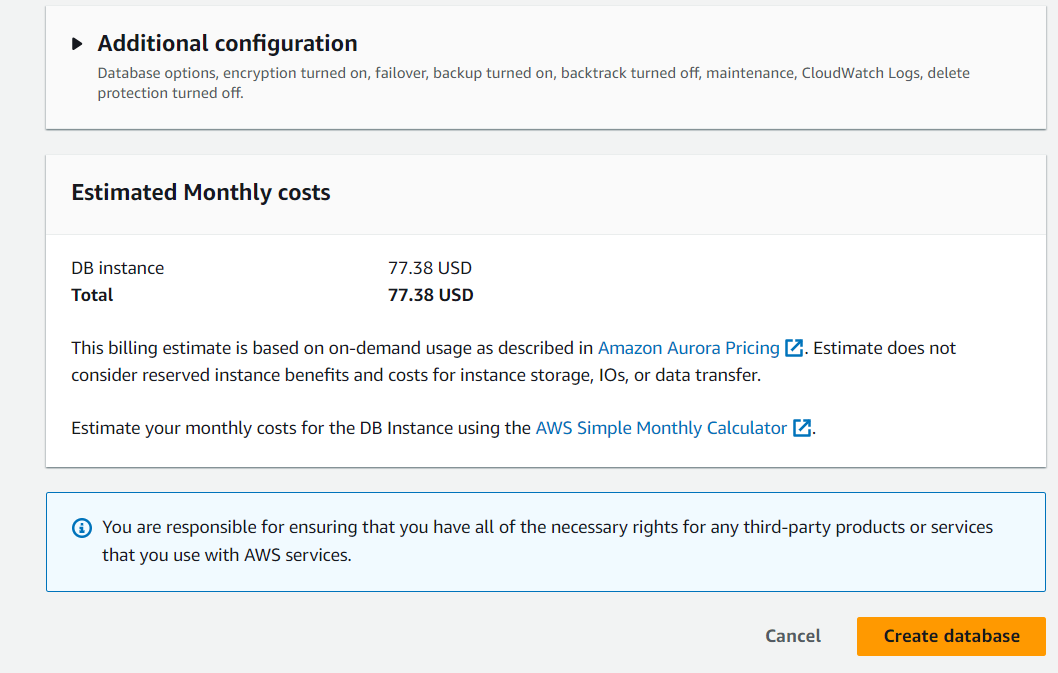 Additional configuration
Database options, encryption turned on, failover, backup turned on, backtrack turned off, maintenance, CloudWatch Logs, delete
protection turned off.
Estimated Monthly costs
DB instance 77.38 USD
Total 77.38 USD
This billing estimate is based on on-demand usage as described in Amazon Aurora Pricing. Estimate does not
consider reserved instance benefits and costs for instance storage, IOs, or data transfer.
Estimate your monthly costs for the DB Instance using the AWS Simple Monthly Calculator.
You are responsible for ensuring that you have all of the necessary rights for any third-party products or services
that you use with AWS services.
Cancel Create database